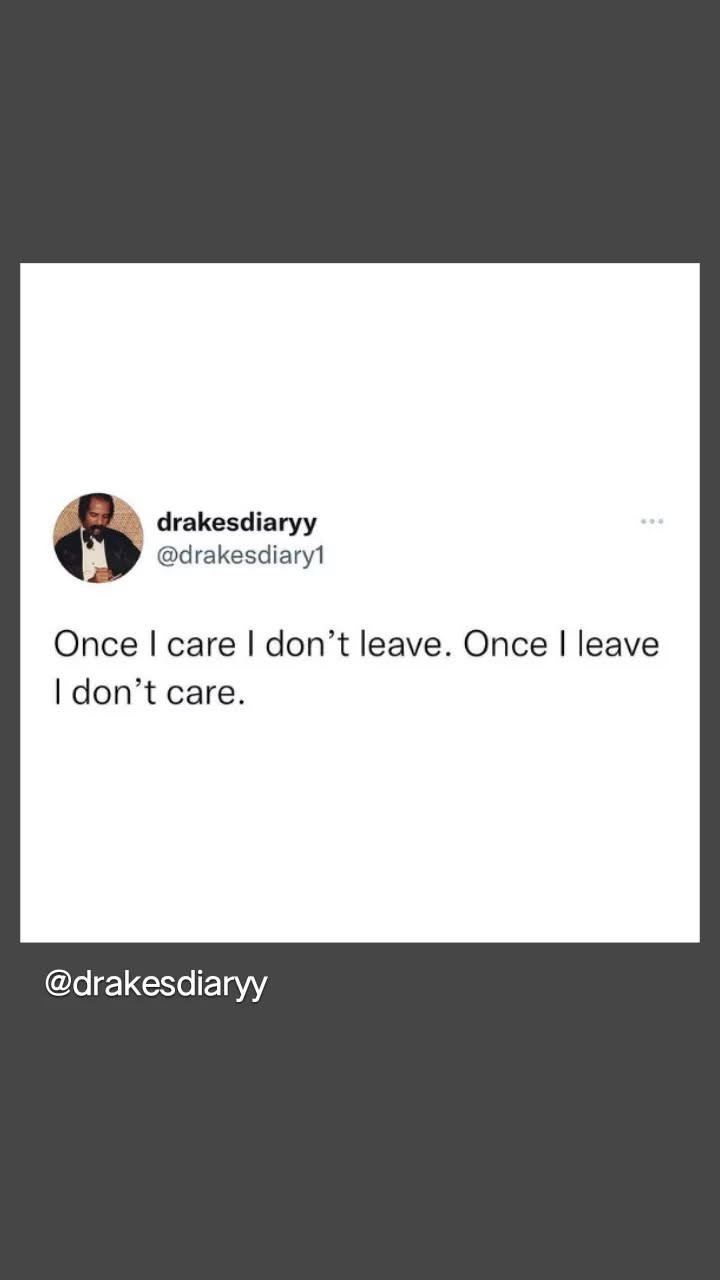 drakesdiaryy
@drakesdiary1
Once I care I don’t leave. Once I leave
I don’t care.
@drakesdiaryy